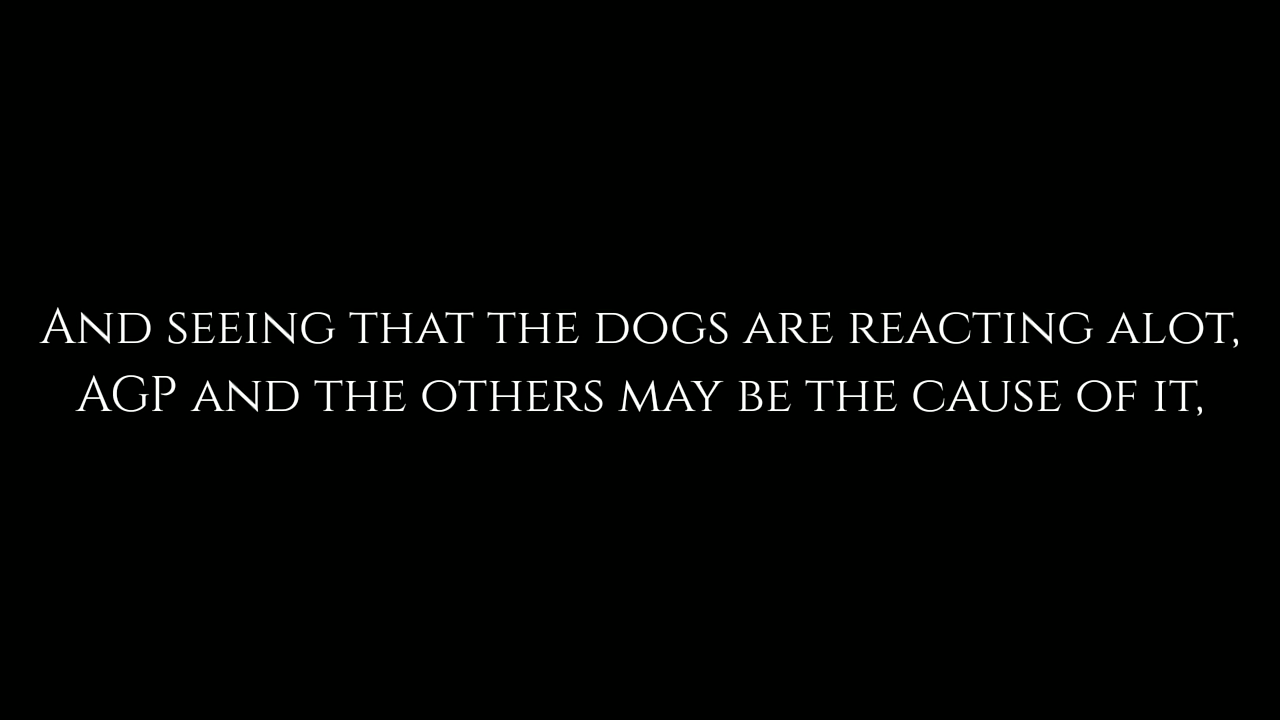 And seeing that the dogs are reacting alot,
AGP and the others may be the cause of it,